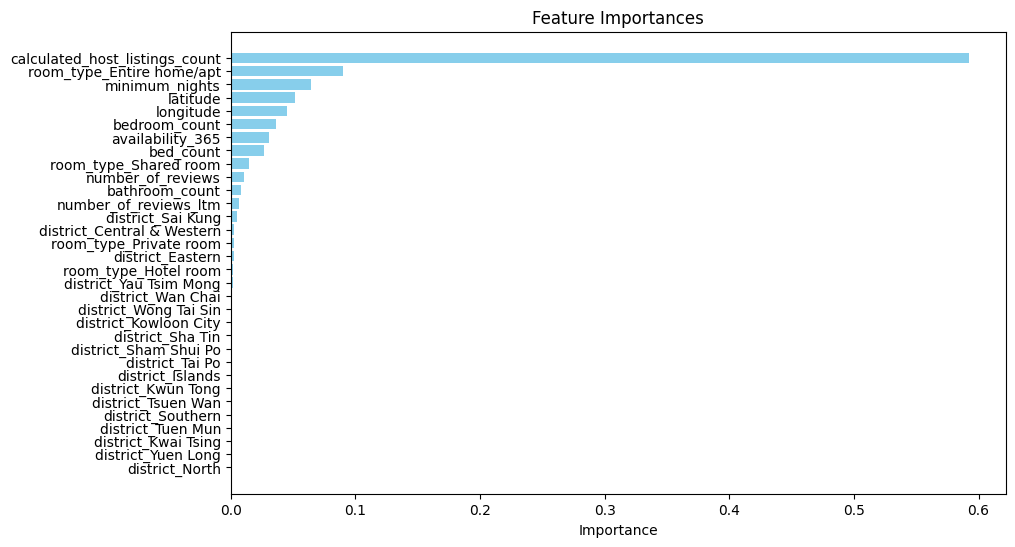 Feature Importances
calculated_host_listings_count
room_type_Entire home/apt
minimum_nights
latitude
longitude
bedroom_count
availability_365
bed_count
room_type_Shared room
number_of_reviews
bathroom_count
number_of_reviews_ltm
district_Sai Kung
district_Central & Western
room_type_Private room
district_Eastern
room_type_Hotel room
district_Yau Tsim Mong
district_Wan Chai
district_Wong Tai Sin
district_Kowloon City
district_Sha Tin
district_Sham Shui Po
district_Tai Po
district_Islands
district_Kwun Tong
district_Tsuen Wan
district_Southern
district_Tuen Mun
district_Kwai Tsing
district_Yuen Long
district_North
0.0 0.1 0.2 0.3 0.4 0.5 0.6
Importance